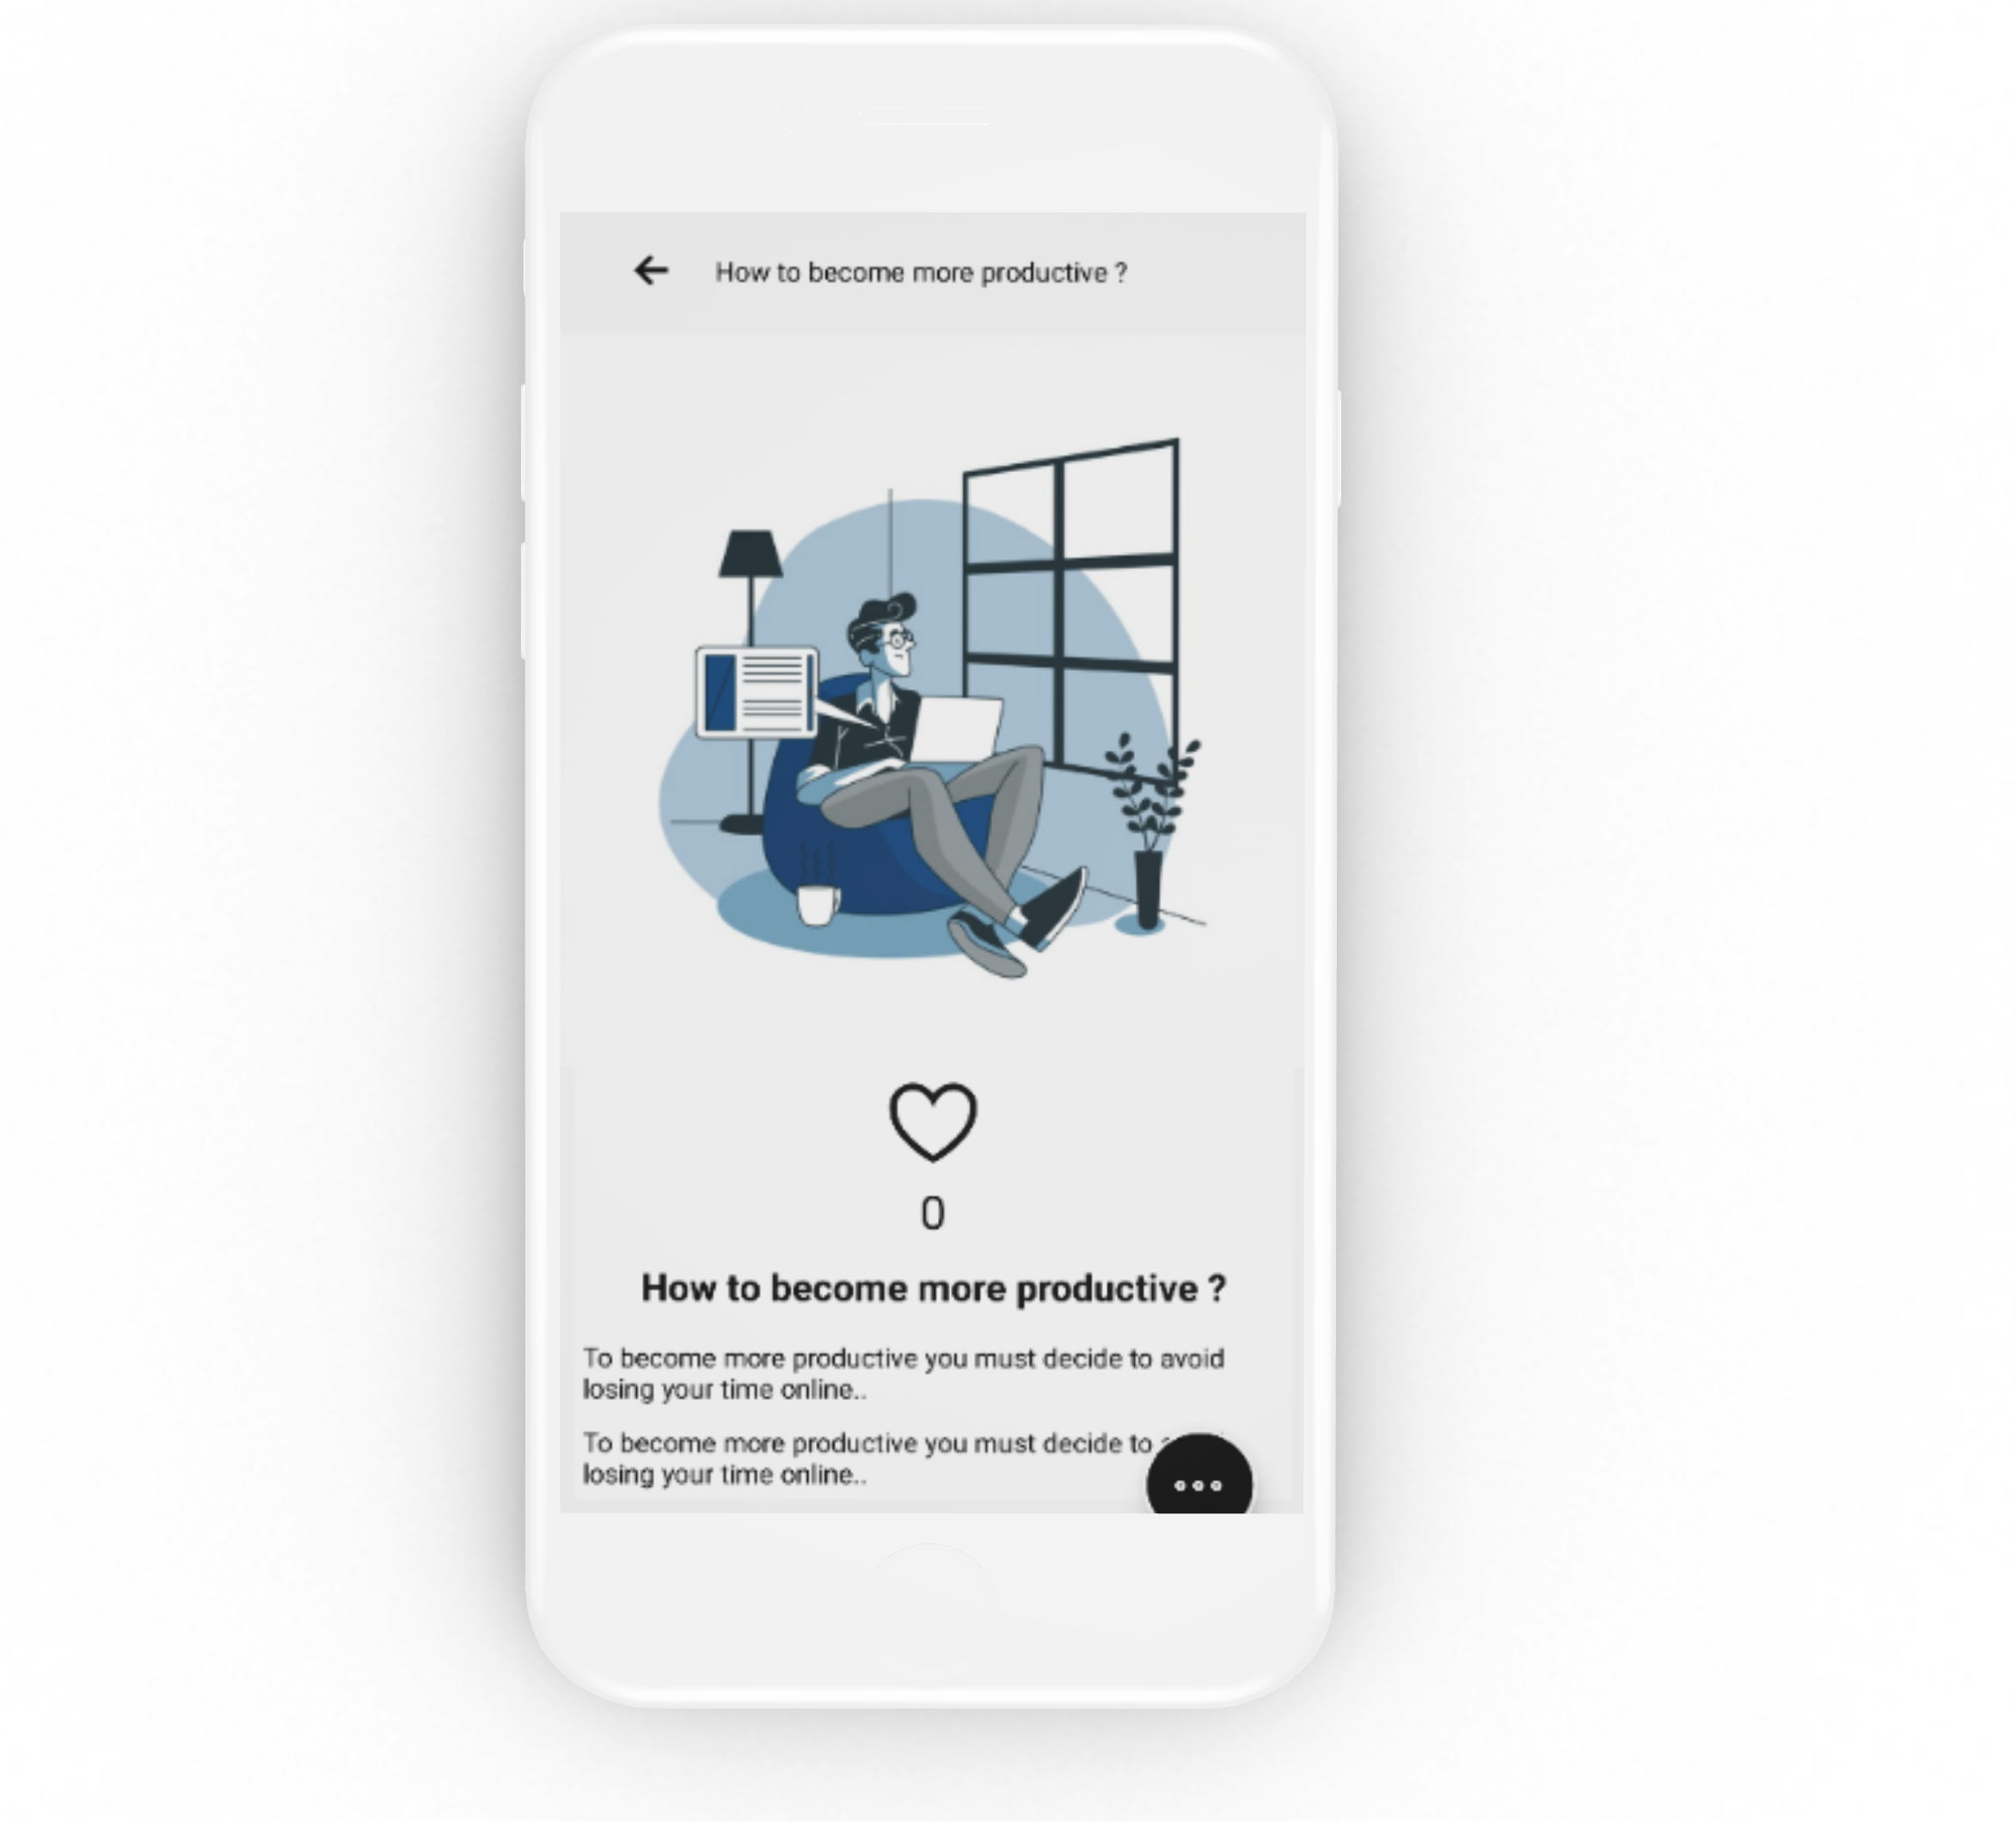 How to become more productive ?
0
How to become more productive ?
To become more productive you must decide to avoid
losing your time online..
To become more productive you must decide to
losing your time online..